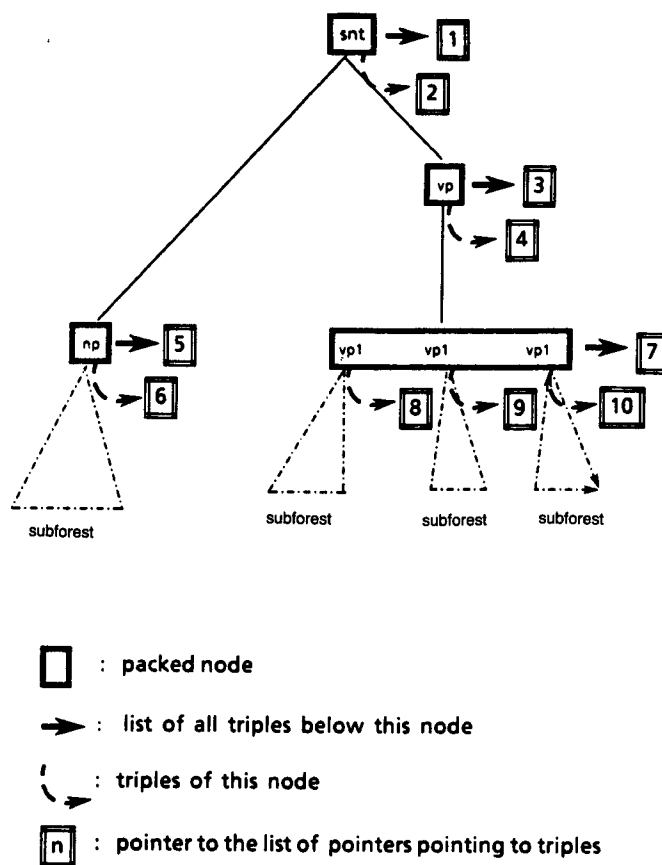 snt 1
2
vp 3
4
np 5
6
vp1 vp1 vp1 7
8 9 10
subforest subforest subforest subforest
: packed node
: list of all triples below this node
: triples of this node
n : pointer to the list of pointers pointing to triples